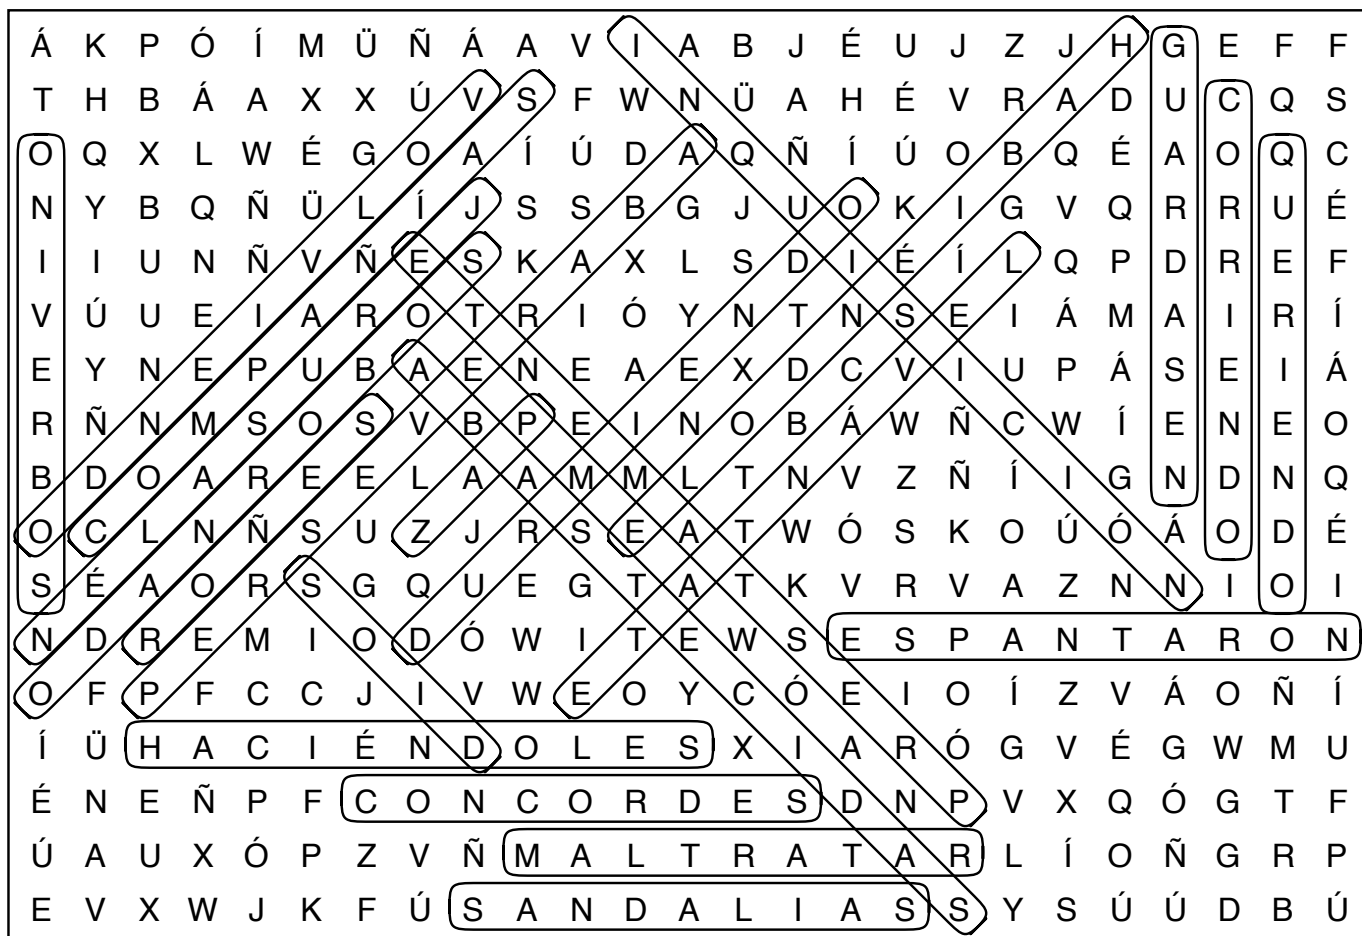 Á K P Ó Í M Ü Ñ Á A V I A B J É U J Z J H G E F F
T H B Á A X X Ú V S F W N Ü A H É V R A D U C Q S
O Q X L W É G O A Í Ú D A Q Ñ Í Ú O B Q É A O Q C
N Y B Q Ñ Ü L Í J S S B G J U O K I G V Q R R U É
I I U N Ñ V Ñ E S K A X L S D I É Í L Q P D R E F
V Ú U E I A R O T R I Ó Y N T N S E I Á M A I R Í
E Y N E P U B A E N E A E X D C V I U P Á S E I Á
R Ñ N M S O S V B P E I N O B Á W Ñ C W Í E N E O
B D O A R E E L A A M M L T N V Z Ñ Í I G N D N Q
O C L N Ñ S U Z J R S E A T W Ó S K O Ú Ó Á O D É
S É A O R S G Q U E G T A T K V R V A Z N N I O I
N D R E M I O D Ó W I T E W S E S P A N T A R O N
O F P F C C J I V W E O Y C Ó E I O Í Z V Á O Ñ Í
Í Ü H A C I É N D O L E S X I A R Ó G V É G W M U
É N E Ñ P F C O N C O R D E S D N P V X Q Ó G T F
Ú A U X Ó P Z V Ñ M A L T R A T A R L Í O Ñ G R P
E V X W J K F Ú S A N D A L I A S S Y S Ú Ú D B Ú